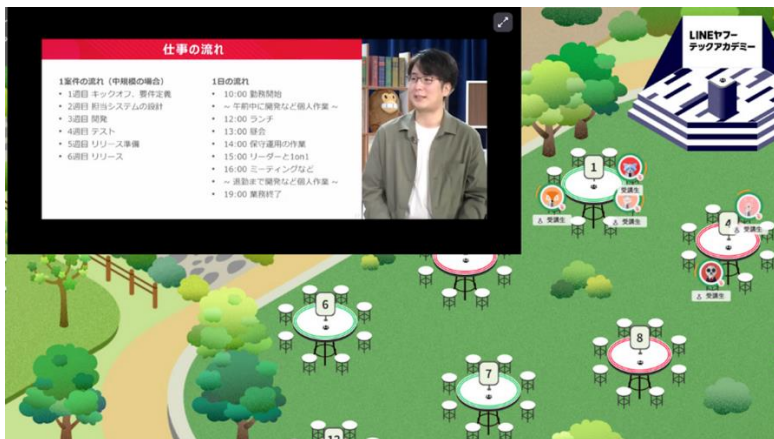 仕事の流れ
1案件の流れ（中規模の場合）
• 1週目 キックオフ、要件定義
• 2週目 担当システムの設計
• 3週目 開発
• 4週目 テスト
• 5週目 リリース準備
• 6週目 リリース
1日の流れ
• 10:00 勤務開始
• ~ 午前中に開発など個人作業 ~
• 12:00 ランチ
• 13:00 昼会
• 14:00 保守運用の作業
• 15:00 リーダーと1on1
• 16:00 ミーティングなど
• ~ 退勤まで開発など個人作業 ~
• 19:00 業務終了
LINEヤフー
テックアカデミー
1
受講生
受講生
受講生
4
受講生
受講生
6
8
7